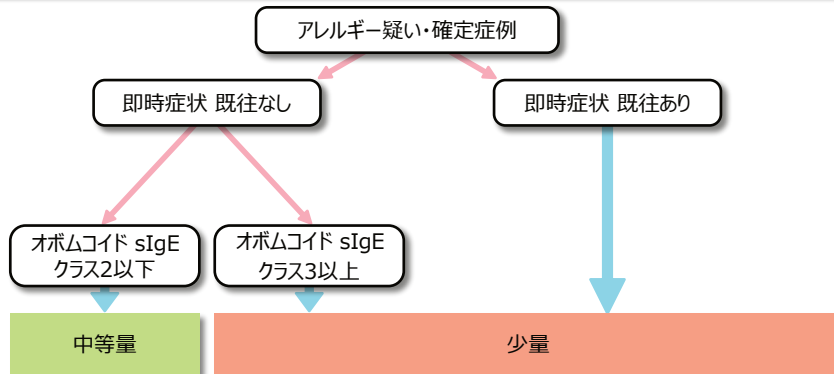 アレルギー疑い・確定症例
即時症状 既往なし
即時症状 既往あり
オボムコイド sIgE
クラス2以下
オボムコイド sIgE
クラス3以上
中等量
少量